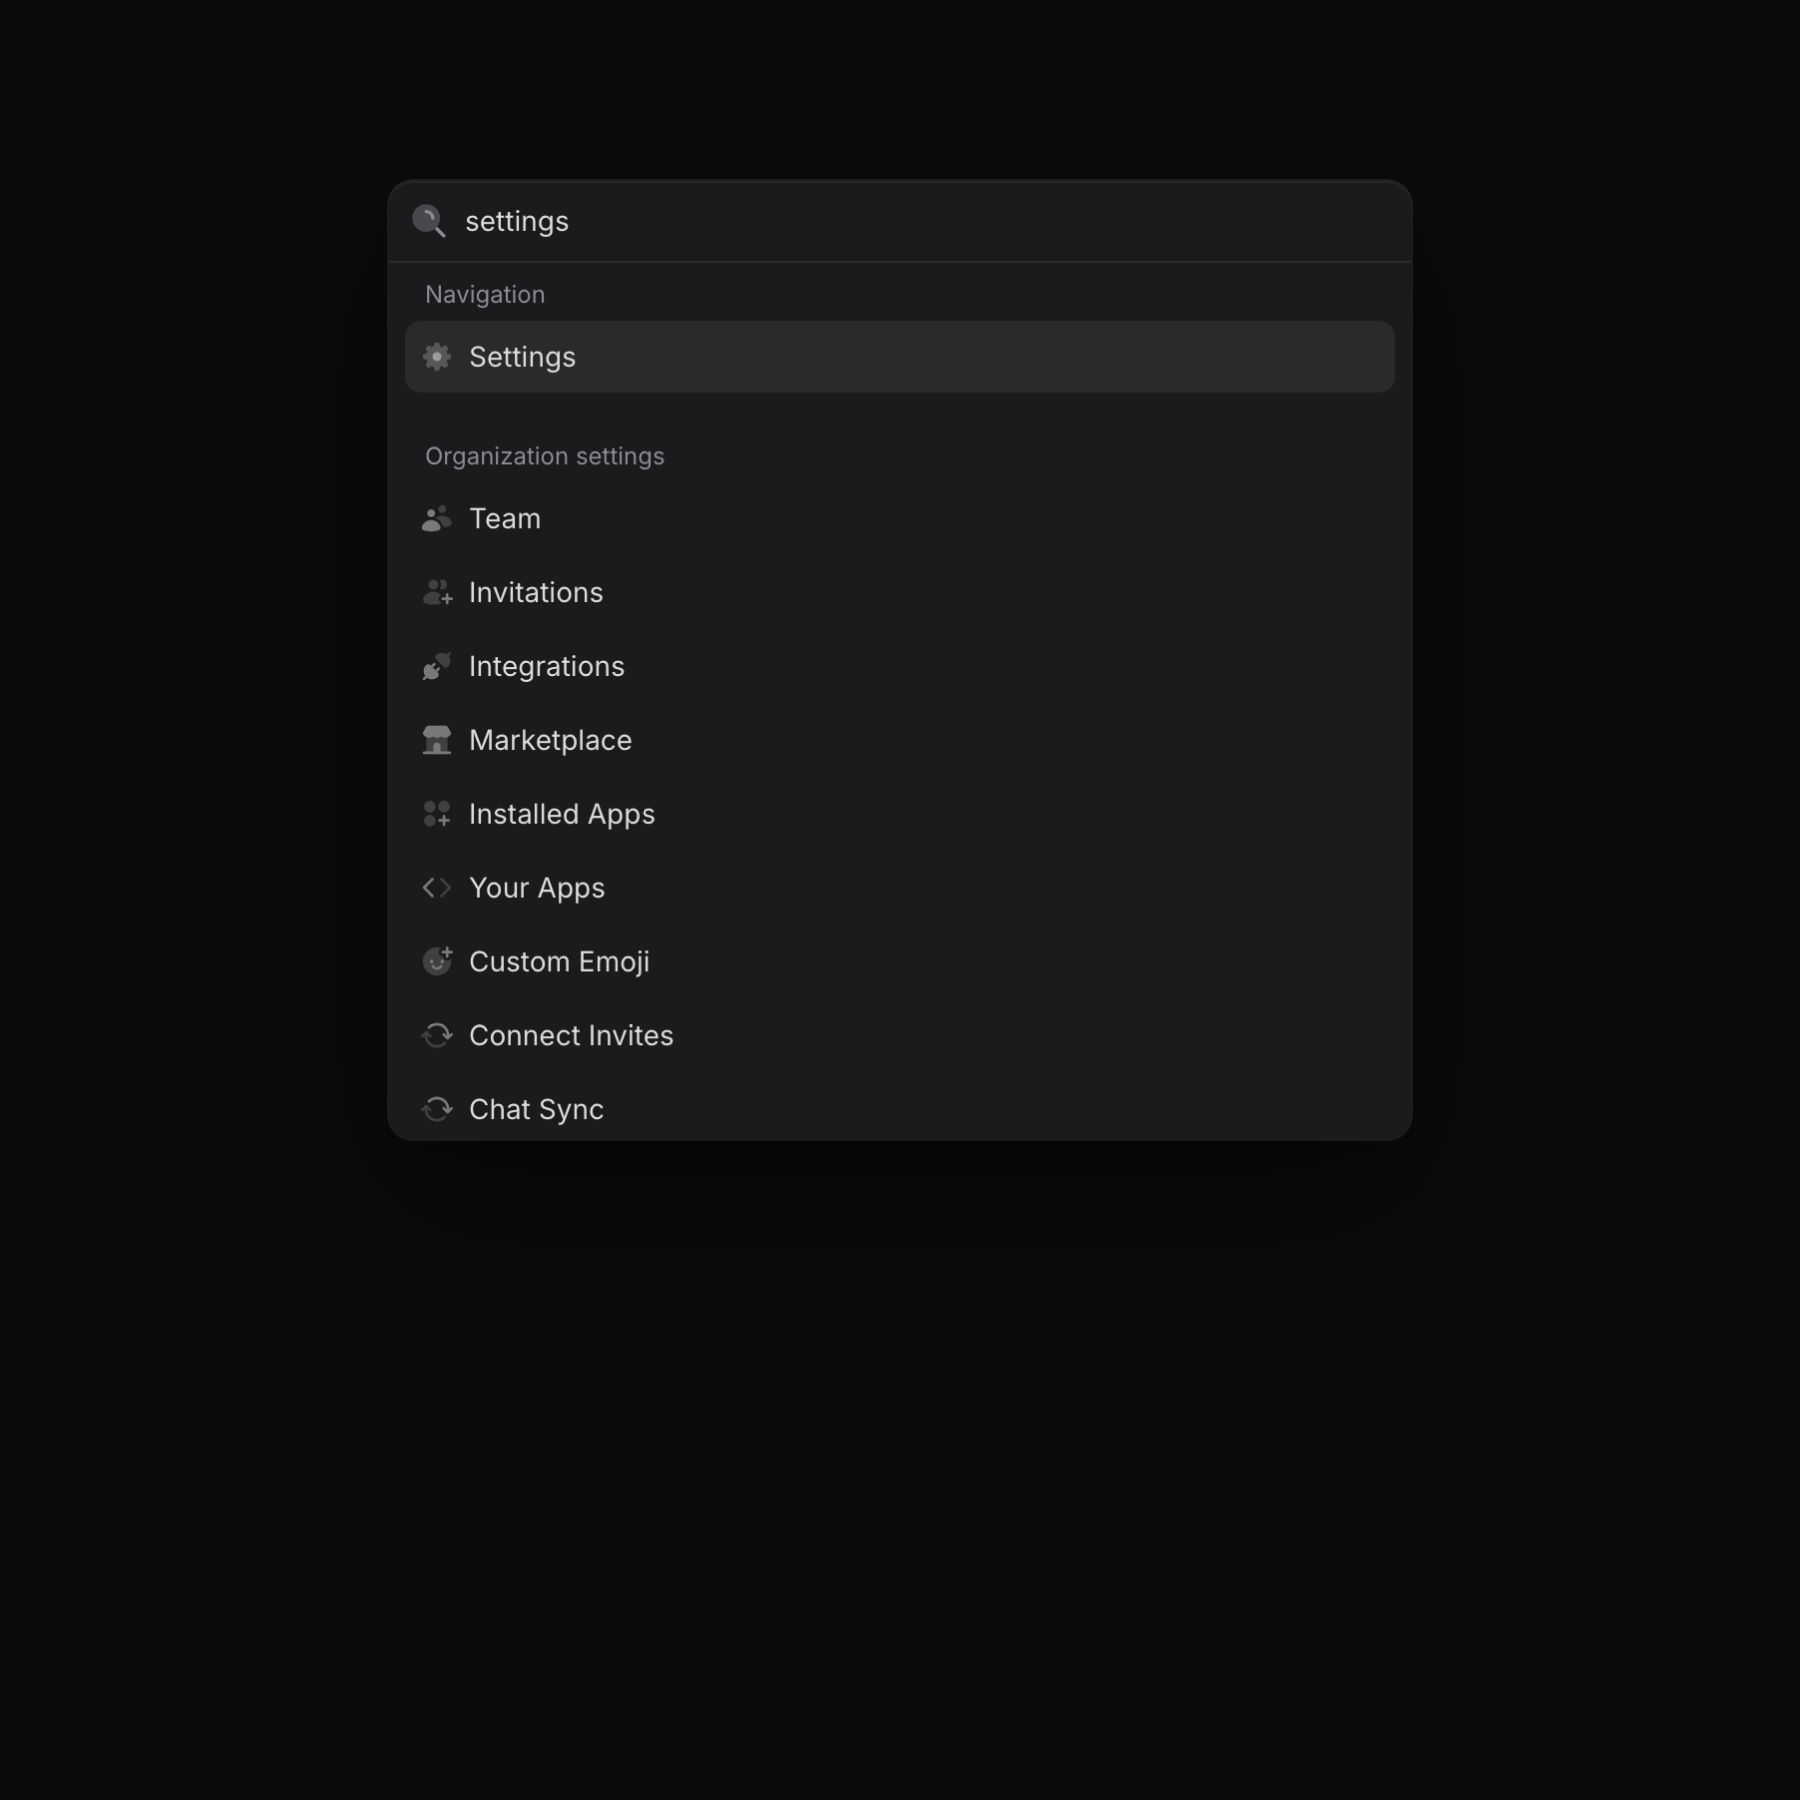 settings
Navigation
Settings
Organization settings
Team
Invitations
Integrations
Marketplace
Installed Apps
Your Apps
Custom Emoji
Connect Invites
Chat Sync